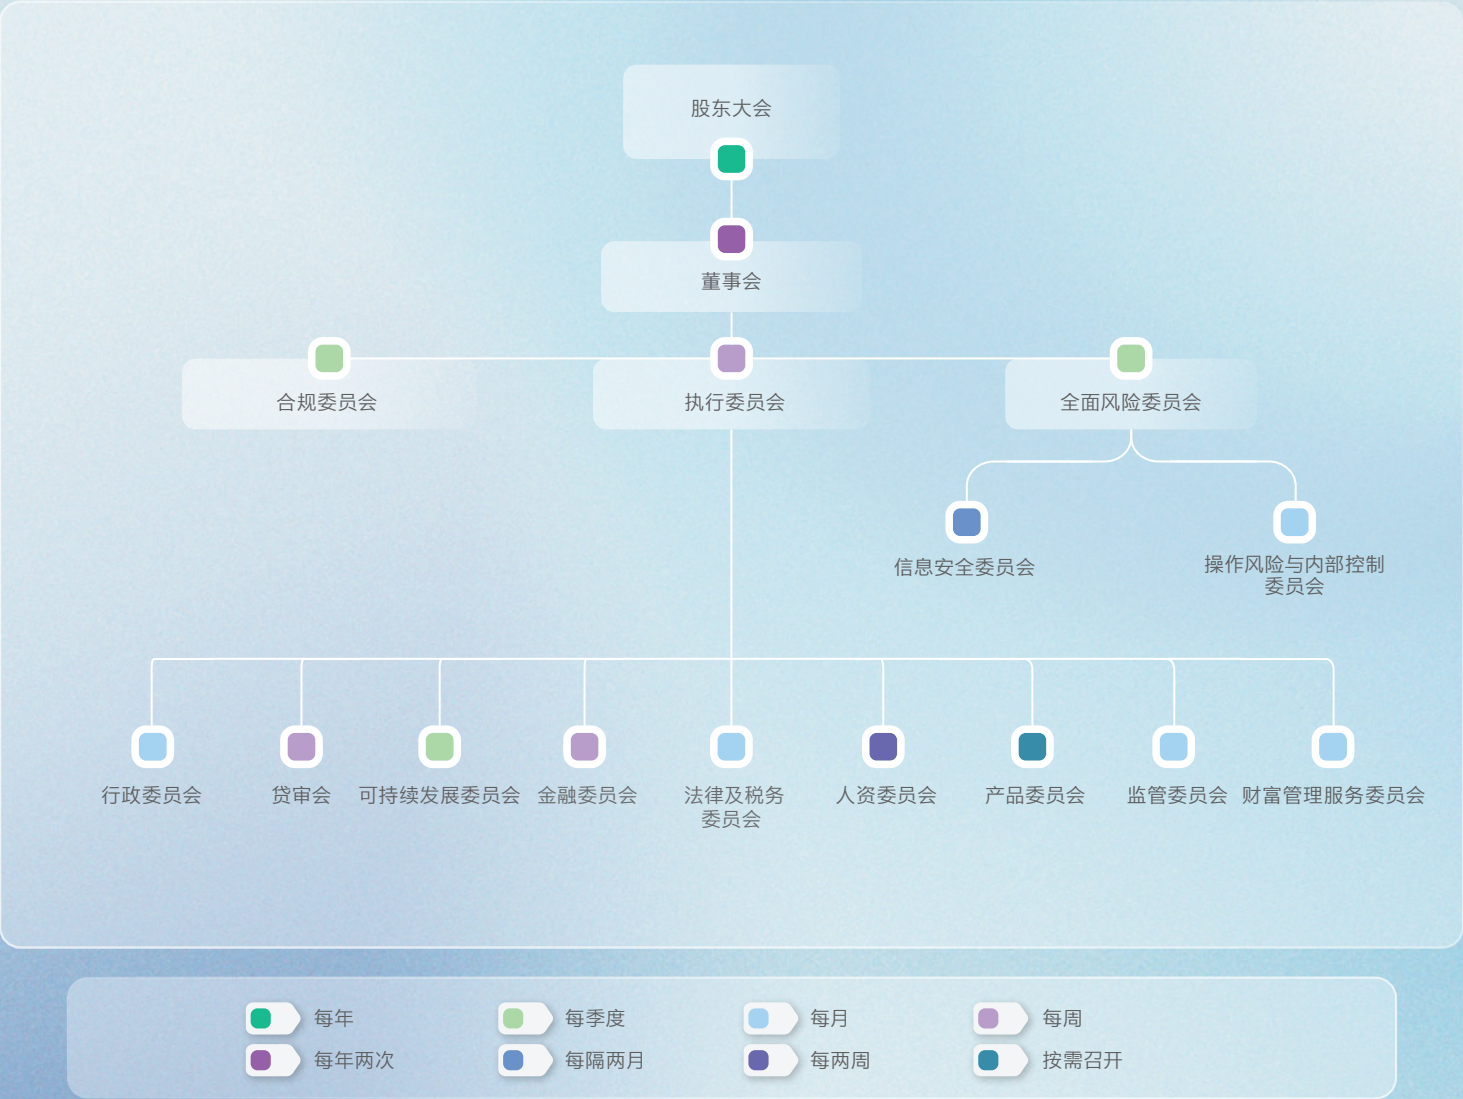 股东大会
董事会
合规委员会
执行委员会
全面风险委员会
信息安全委员会
操作风险与内部控制
委员会
行政委员会
贷审会
可持续发展委员会
金融委员会
法律及税务
委员会
人资委员会
产品委员会
监管委员会
财富管理服务委员会
每年
每季度
每月
每周
每年两次
每隔两月
每两周
按需召开